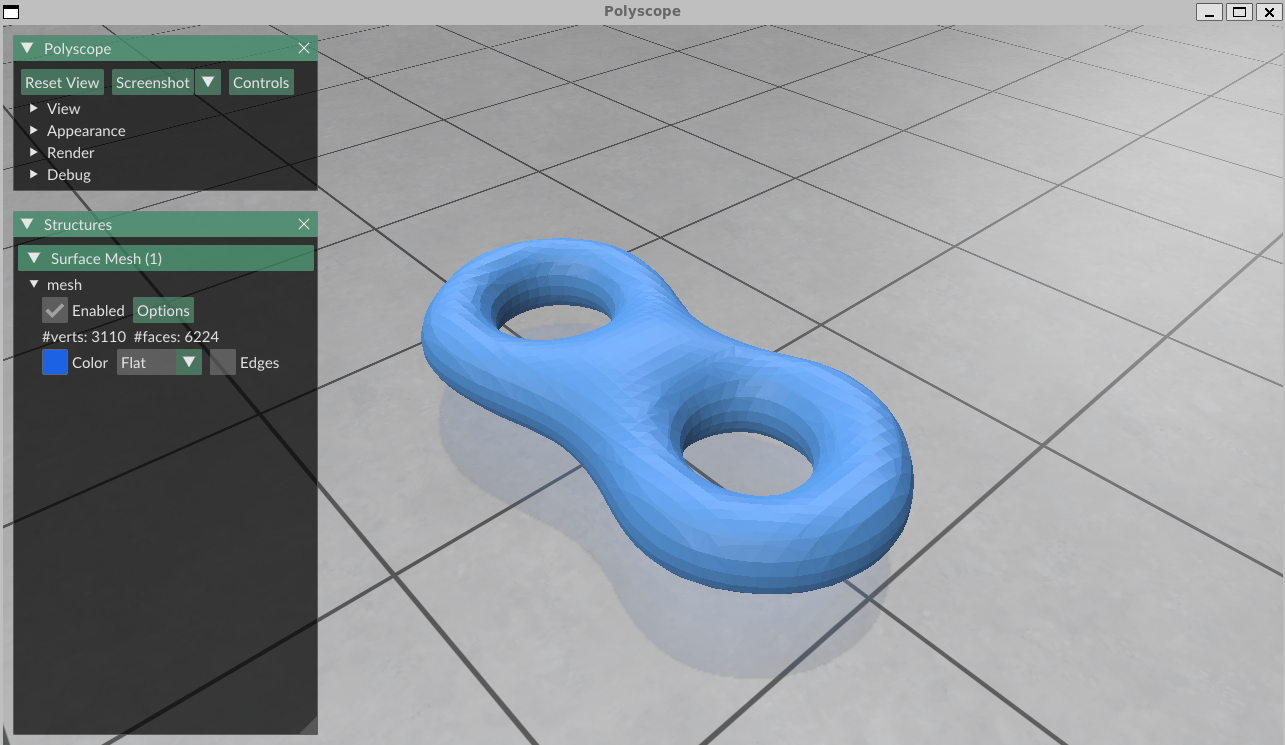 Polyscope
Polyscope
Reset View Screenshot Controls
View
Appearance
Render
Debug
Structures
Surface Mesh (1)
mesh
Enabled Options
#verts: 3110 #faces: 6224
Color Flat Edges